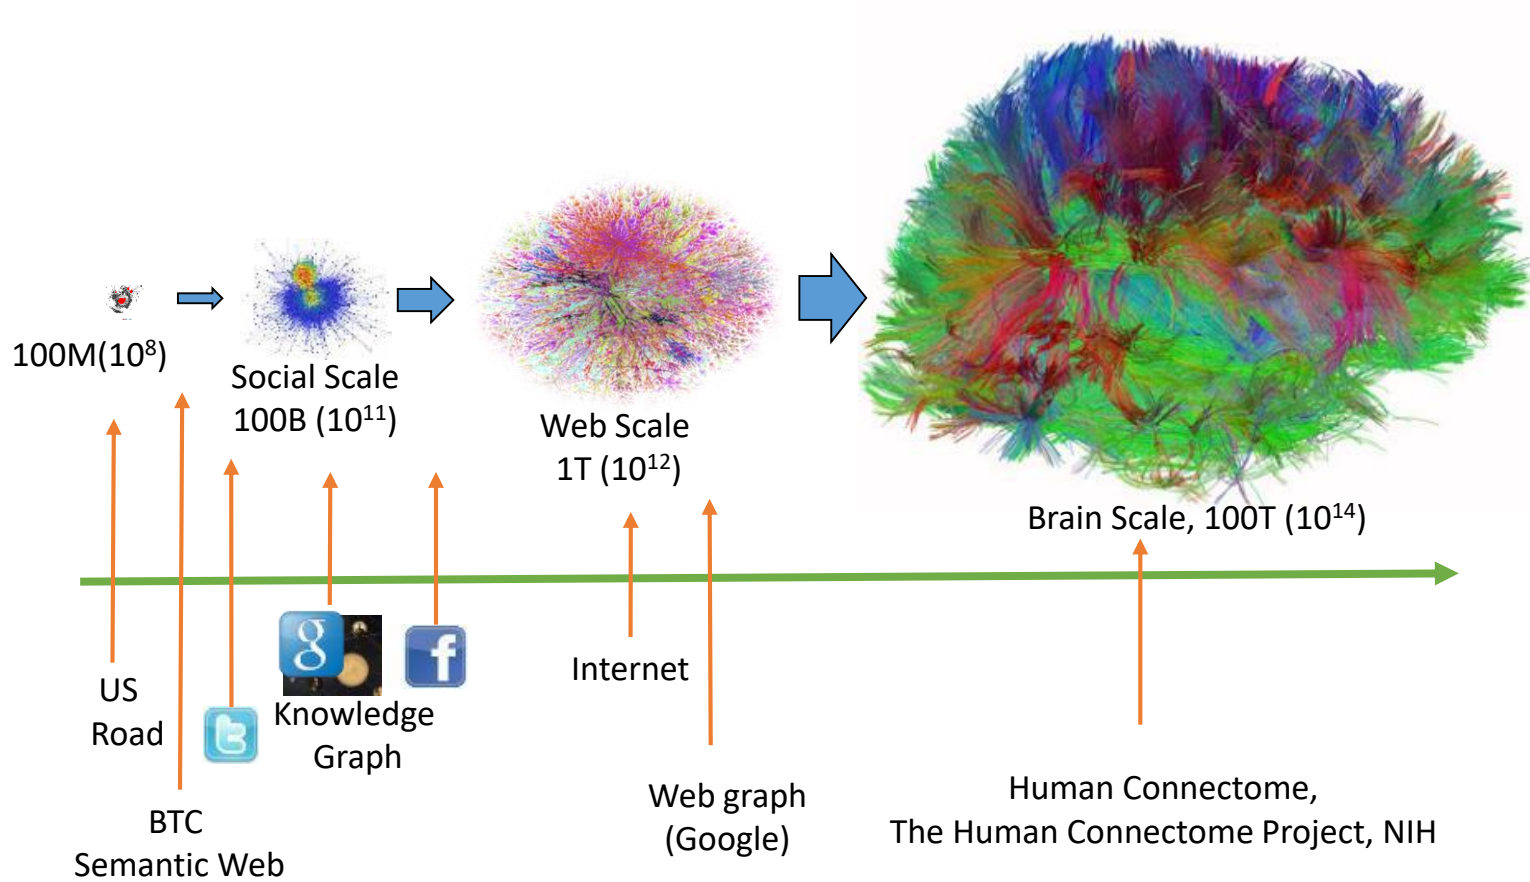 100M(10⁸)
Social Scale
100B (10¹¹)
Web Scale
1T (10¹²)
Brain Scale, 100T (10¹⁴)
US
Road
BTC
Semantic Web
t
g
Knowledge
Graph
f
Internet
Web graph
(Google)
Human Connectome,
The Human Connectome Project, NIH